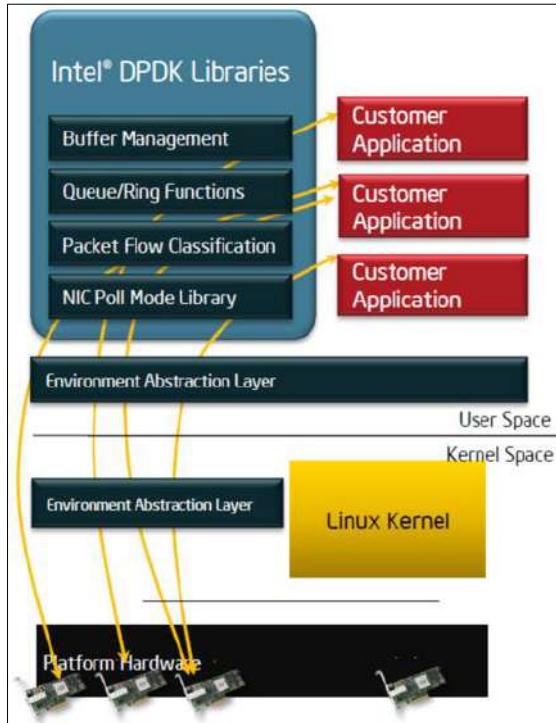 Intel® DPDK Libraries
Buffer Management
Queue/Ring Functions
Packet Flow Classification
NIC Poll Mode Library
Customer
Application
Customer
Application
Customer
Application
Environment Abstraction Layer
User Space
Kernel Space
Environment Abstraction Layer
Linux Kernel
Platform Hardware